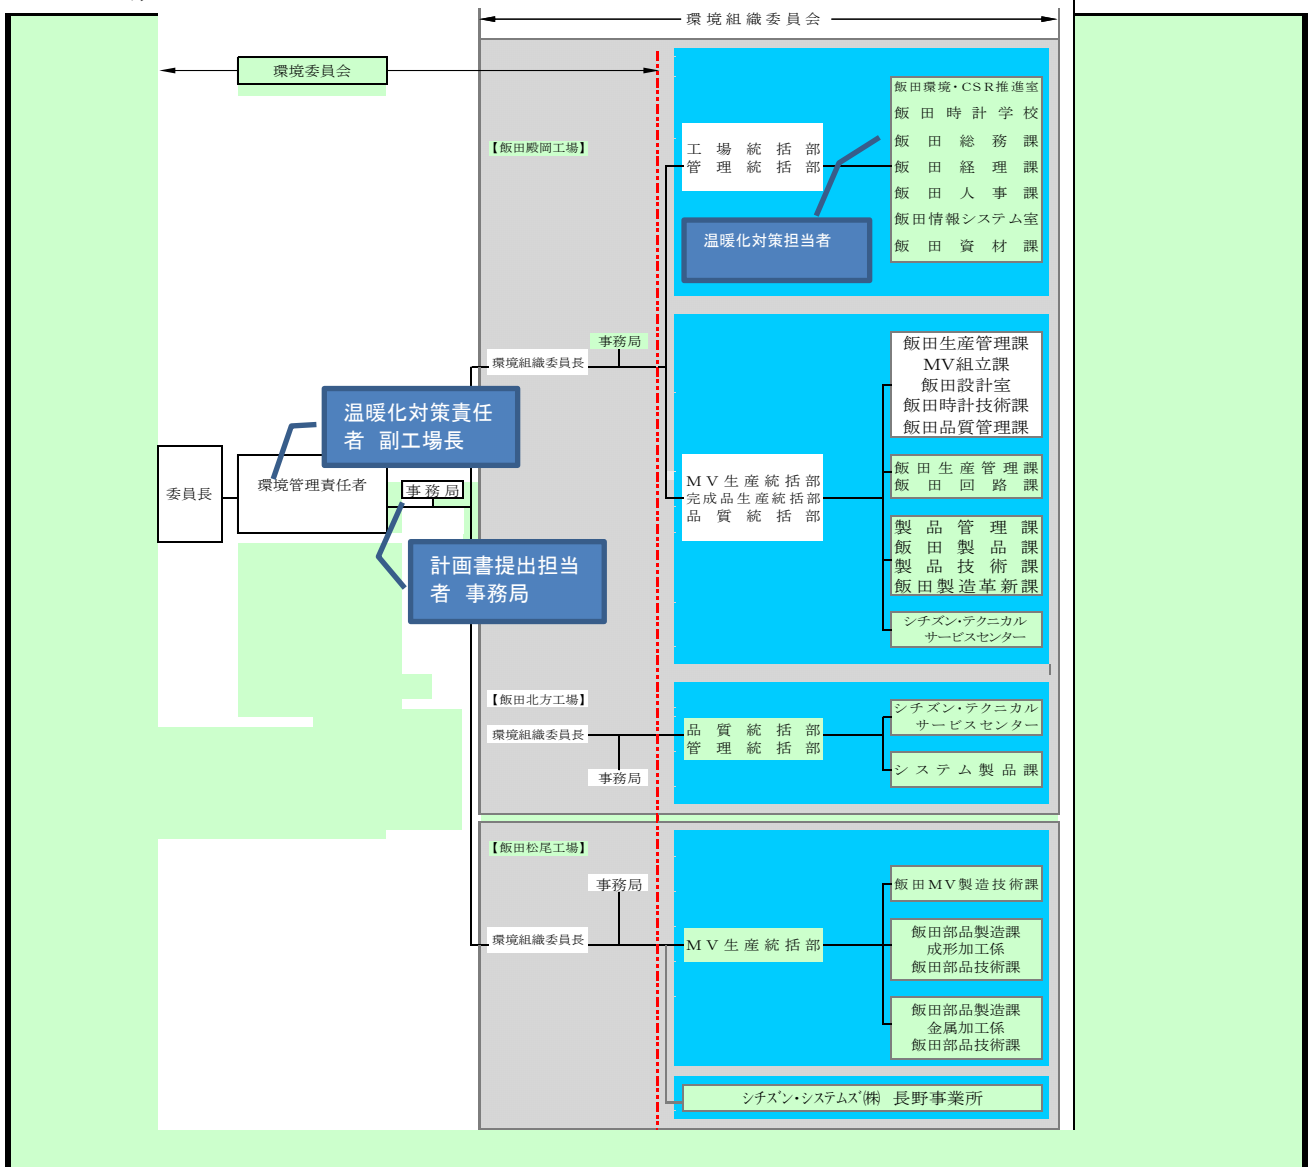 環境組織委員会
環境委員会
【飯田殿岡工場】
工場統括部
管理統括部
飯田環境・CSR推進室
飯田時計学校
飯田総務課
飯田経理課
飯田人事課
飯田情報システム室
飯田資材課
温暖化対策担当者
事務局
環境組織委員長
飯田生産管理課
MV組立課
飯田設計室
飯田時計技術課
飯田品質管理課
温暖化対策責任
者 副工場長
委員長
環境管理責任者
事務局
MV生産統括部
完成品生産統括部
品質統括部
飯田生産管理課
飯田回路課
製品管理課
飯田製品課
製品技術課
飯田製造革新課
計画書提出担当
者 事務局
シチズン・テクニカル
サービスセンター
【飯田北方工場】
環境組織委員長
事務局
品質統括部
管理統括部
シチズン・テクニカル
サービスセンター
システム製品課
【飯田松尾工場】
事務局
環境組織委員長
MV生産統括部
飯田MV製造技術課
飯田部品製造課
成形加工係
飯田部品技術課
飯田部品製造課
金属加工係
飯田部品技術課
シチズン・システムズ㈱ 長野事業所